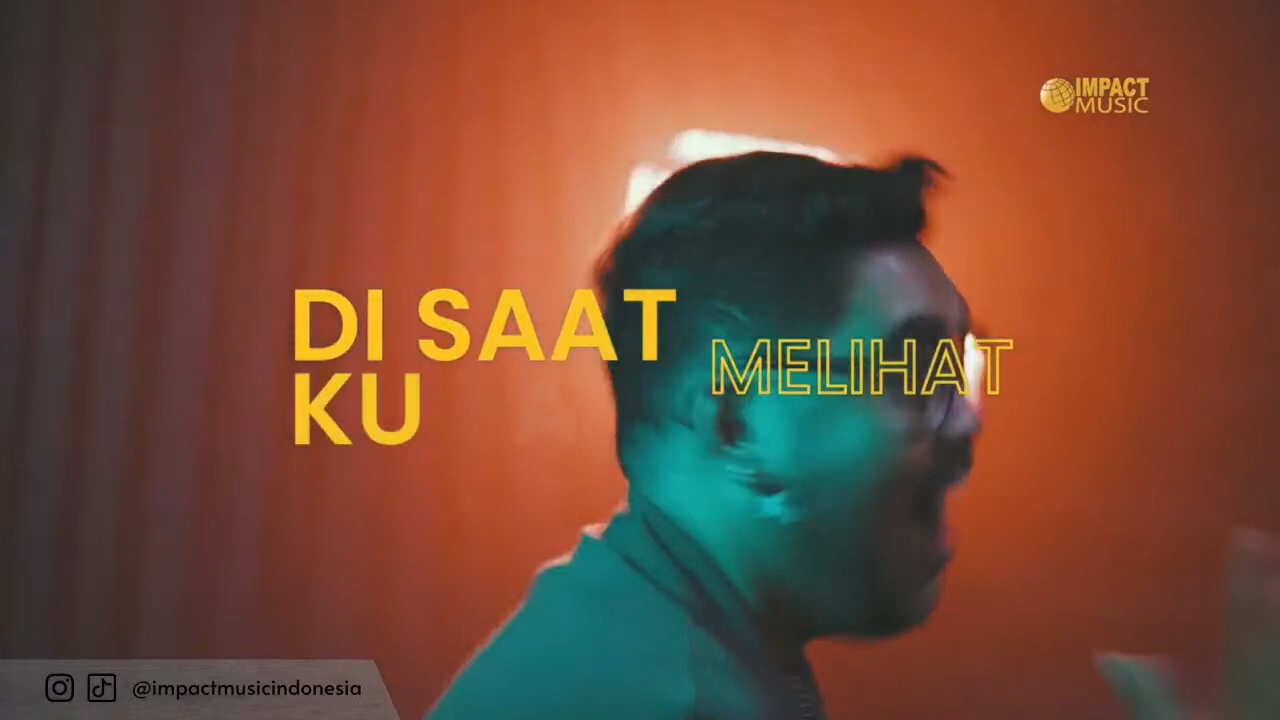 IMPACT
MUSIC
DI SAAT
KU
MELIHAT
@impactmusicindonesia